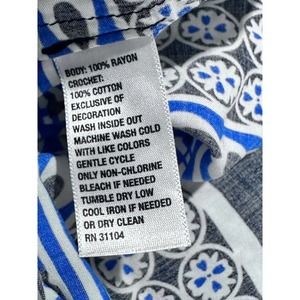 BODY: 100% RAYON
CROCHET:
100% COTTON
EXCLUSIVE OF
DECORATION
WASH INSIDE OUT
MACHINE WASH COLD
WITH LIKE COLORS
GENTLE CYCLE
ONLY NON-CHLORINE
BLEACH IF NEEDED
TUMBLE DRY LOW
COOL IRON IF NEEDED
OR DRY CLEAN
RN 31104